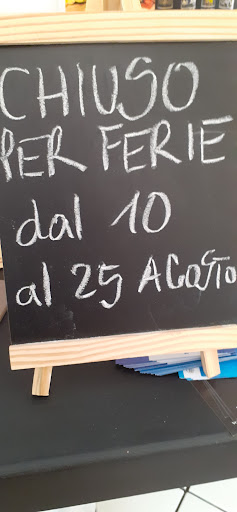 CHIUSO
PER FERIE
dal 10
al 25 AGOSTO